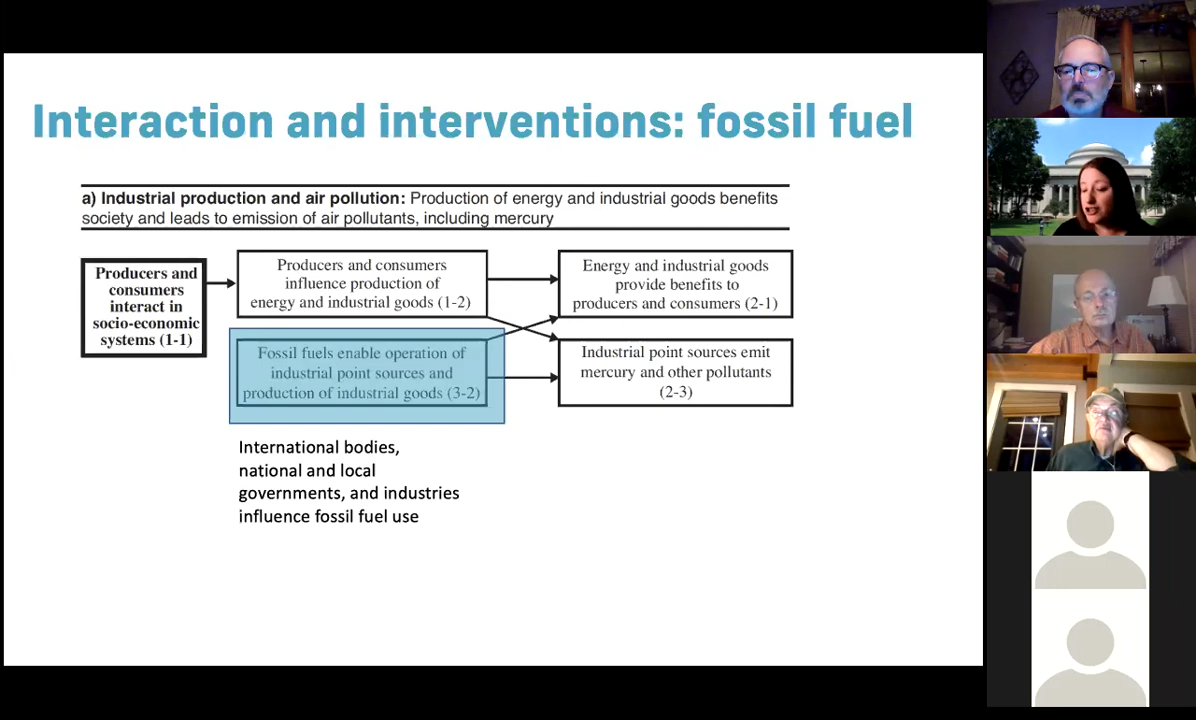 Interaction and interventions: fossil fuel
a) Industrial production and air pollution: Production of energy and industrial goods benefits
society and leads to emission of air pollutants, including mercury
Producers and
consumers
interact in
socio-economic
systems (1-1)
Producers and consumers
influence production of
energy and industrial goods (1-2)
Energy and industrial goods
provide benefits to
producers and consumers (2-1)
Fossil fuels enable operation of
industrial point sources and
production of industrial goods (3-2)
Industrial point sources emit
mercury and other pollutants
(2-3)
International bodies,
national and local
governments, and industries
influence fossil fuel use